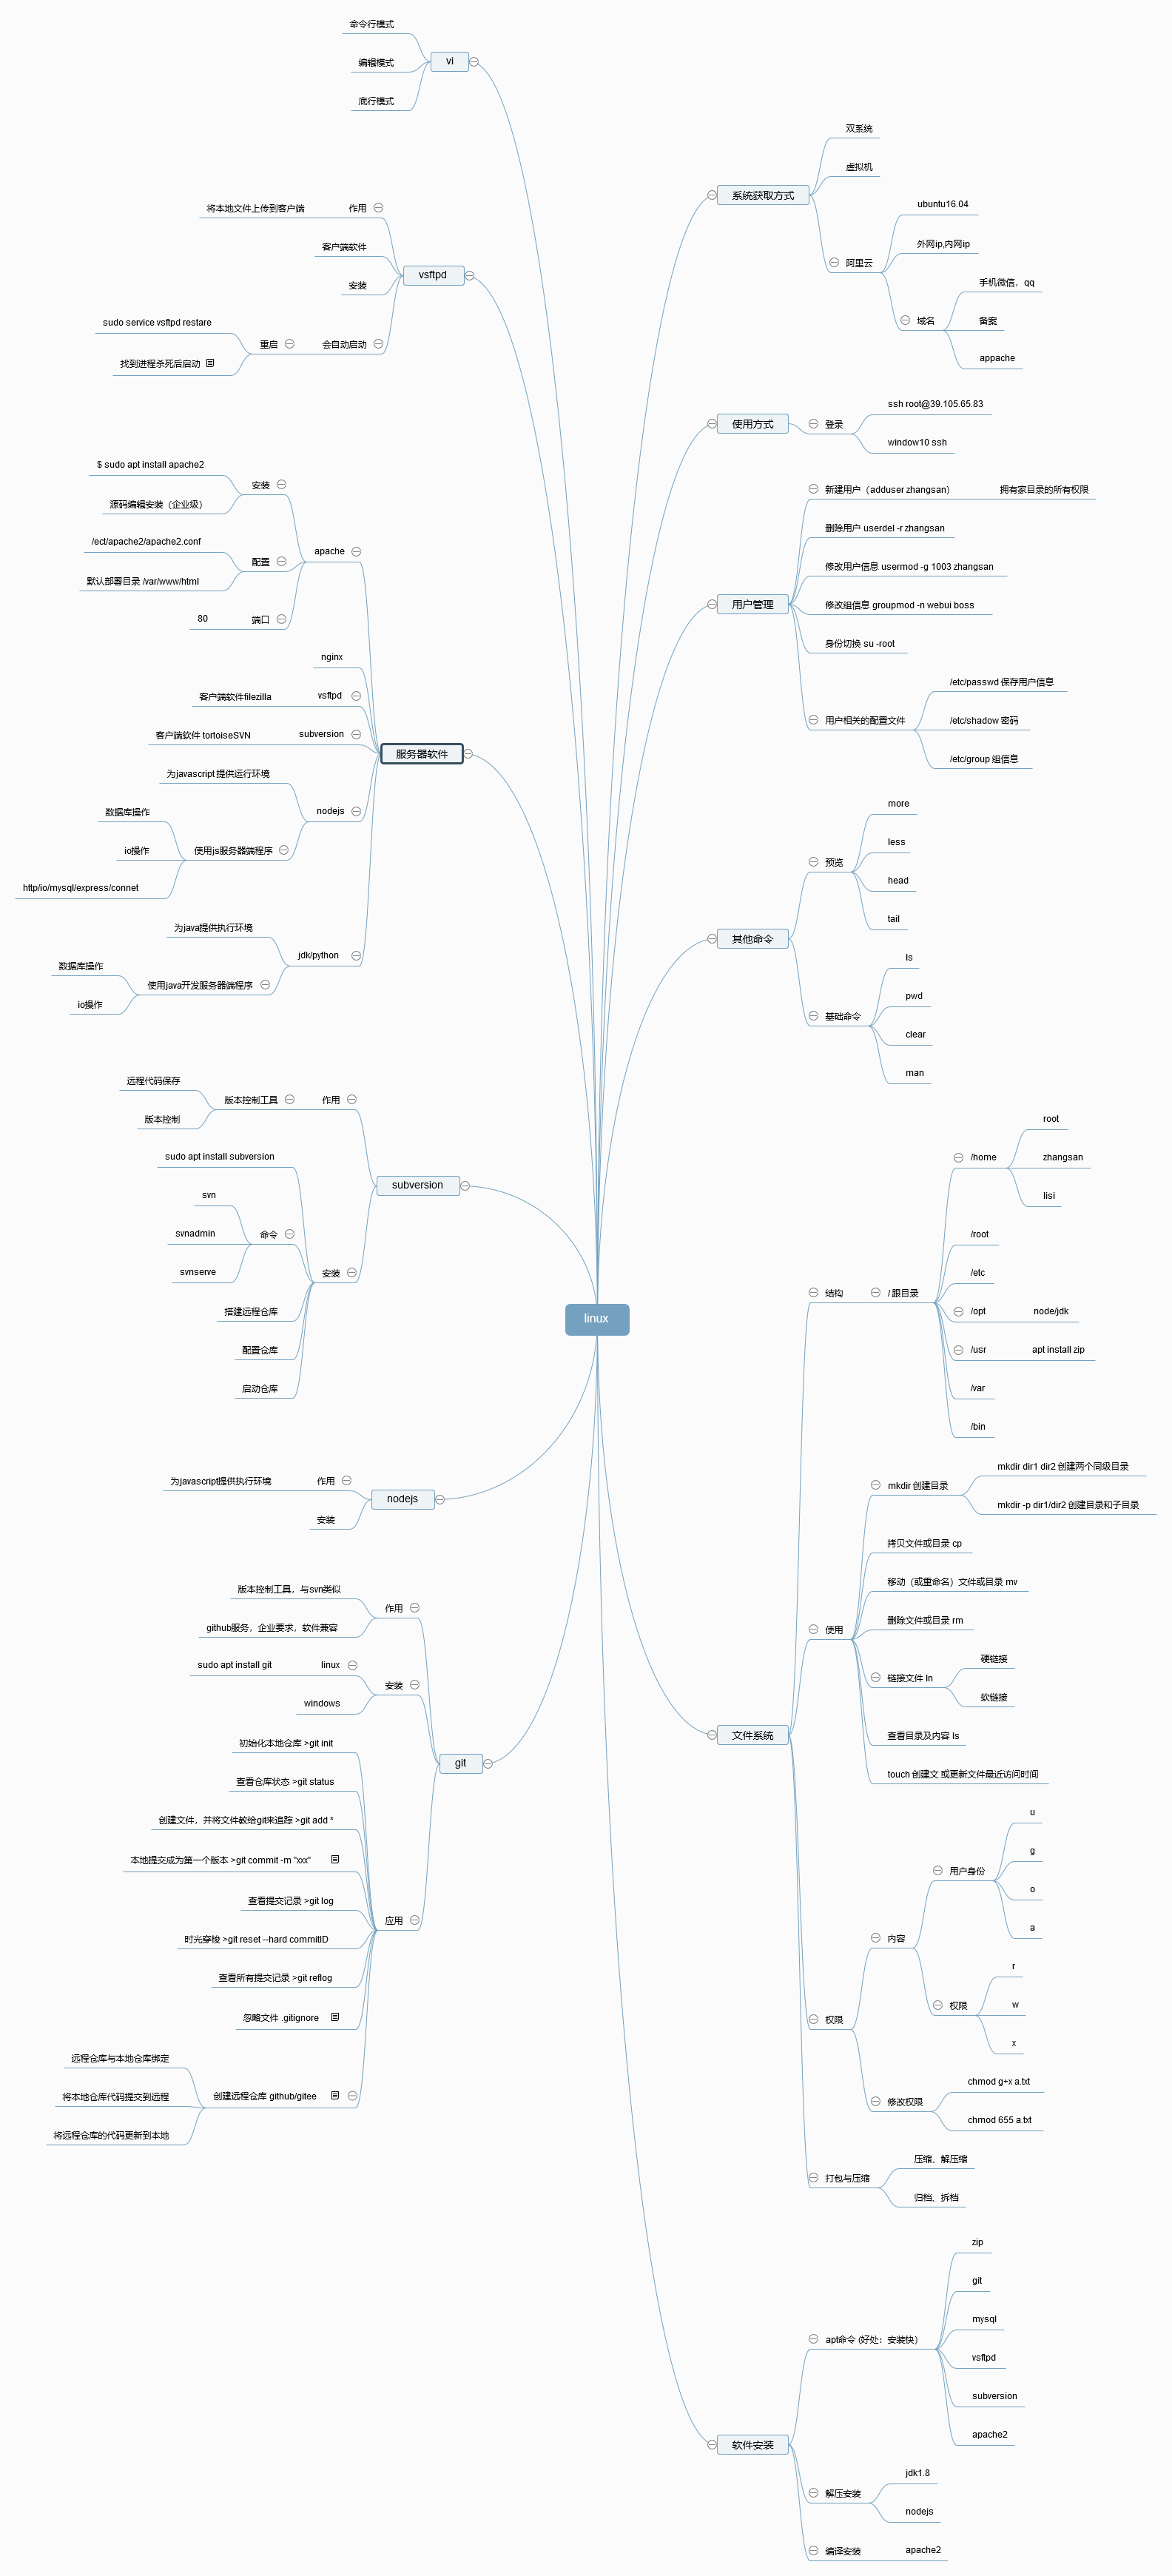 linux
vi
命令行模式
编辑模式
底行模式
vsftpd
作用
将本地文件上传到客户端
客户端软件
安装
会自动启动
重启
sudo service vsftpd restare
找到进程杀死后启动
服务器软件
apache
安装
$ sudo apt install apache2
源码编辑安装（企业级）
配置
/ect/apache2/apache2.conf
默认部署目录 /var/www/html
端口
80
nginx
vsftpd
客户端软件filezilla
subversion
客户端软件 tortoiseSVN
nodejs
为javascript 提供运行环境
使用js服务器端程序
数据库操作
io操作
http/io/mysql/express/connet
jdk/python
为java提供执行环境
使用java开发服务器端程序
数据库操作
io操作
subversion
作用
版本控制工具
远程代码保存
版本控制
安装
sudo apt install subversion
命令
svn
svnadmin
svnserve
搭建远程仓库
配置仓库
启动仓库
nodejs
作用
为javascript提供执行环境
安装
git
作用
版本控制工具，与svn类似
github服务，企业要求，软件兼容
安装
linux
sudo apt install git
windows
应用
初始化本地仓库 >git init
查看仓库状态 >git status
创建文件，并将文件教给git来追踪 >git add *
本地提交成为第一个版本 >git commit -m "xxx"
查看提交记录 >git log
时光穿梭 >git reset --hard commitID
查看所有提交记录 >git reflog
忽略文件 .gitignore
创建远程仓库 github/gitee
远程仓库与本地仓库绑定
将本地仓库代码提交到远程
将远程仓库的代码更新到本地
系统获取方式
双系统
虚拟机
阿里云
ubuntu16.04
外网ip,内网ip
域名
手机微信，qq
备案
appache
使用方式
登录
ssh root@39.105.65.83
window10 ssh
用户管理
新建用户（adduser zhangsan）
拥有家目录的所有权限
删除用户 userdel -r zhangsan
修改用户信息 usermod -g 1003 zhangsan
修改组信息 groupmod -n webui boss
身份切换 su -root
用户相关的配置文件
/etc/passwd 保存用户信息
/etc/shadow 密码
/etc/group 组信息
其他命令
预览
more
less
head
tail
基础命令
ls
pwd
clear
man
文件系统
结构
/ 跟目录
/home
root
zhangsan
lisi
/root
/etc
/opt
node/jdk
/usr
apt install zip
/var
/bin
使用
mkdir 创建目录
mkdir dir1 dir2 创建两个同级目录
mkdir -p dir1/dir2 创建目录和子目录
拷贝文件或目录 cp
移动（或重命名）文件或目录 mv
删除文件或目录 rm
链接文件 ln
硬链接
软链接
查看目录及内容 ls
touch 创建文 或更新文件最近访问时间
权限
内容
用户身份
u
g
o
a
权限
r
w
x
修改权限
chmod g+x a.txt
chmod 655 a.txt
打包与压缩
压缩、解压缩
归档、拆档
软件安装
apt命令 (好处：安装快）
zip
git
mysql
vsftpd
subversion
apache2
解压安装
jdk1.8
nodejs
编译安装
apache2